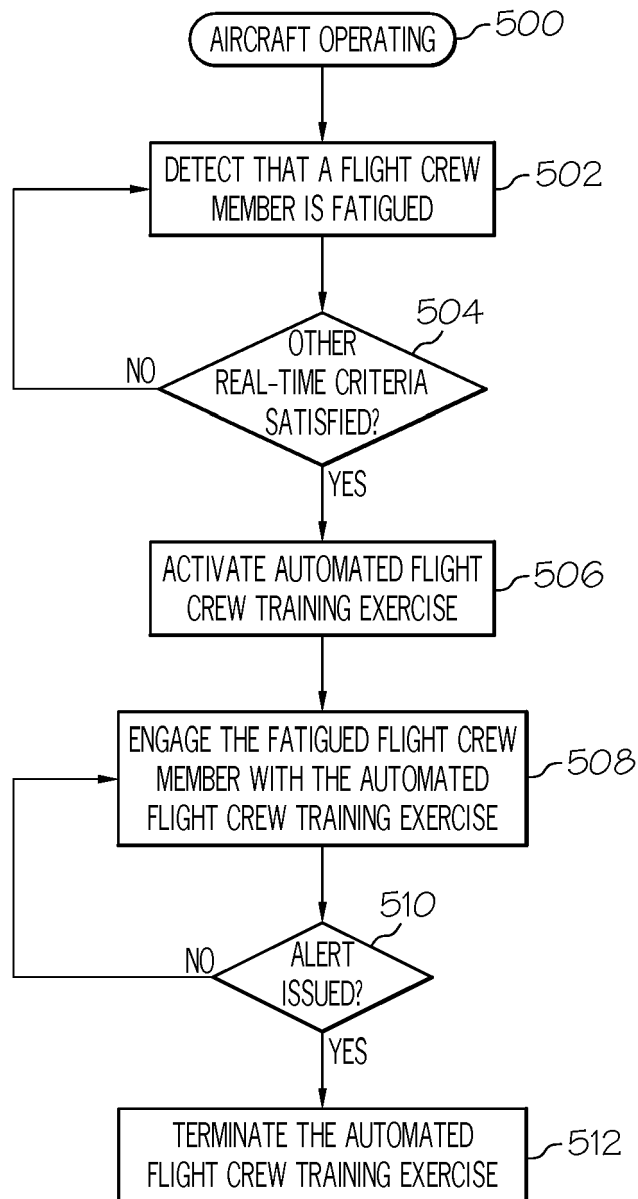 AIRCRAFT OPERATING
500
DETECT THAT A FLIGHT CREW
MEMBER IS FATIGUED
502
504
OTHER
REAL-TIME CRITERIA
SATISFIED?
NO
YES
ACTIVATE AUTOMATED FLIGHT
CREW TRAINING EXERCISE
506
ENGAGE THE FATIGUED FLIGHT CREW
MEMBER WITH THE AUTOMATED
FLIGHT CREW TRAINING EXERCISE
508
510
NO
ALERT
ISSUED?
YES
TERMINATE THE AUTOMATED
FLIGHT CREW TRAINING EXERCISE
512